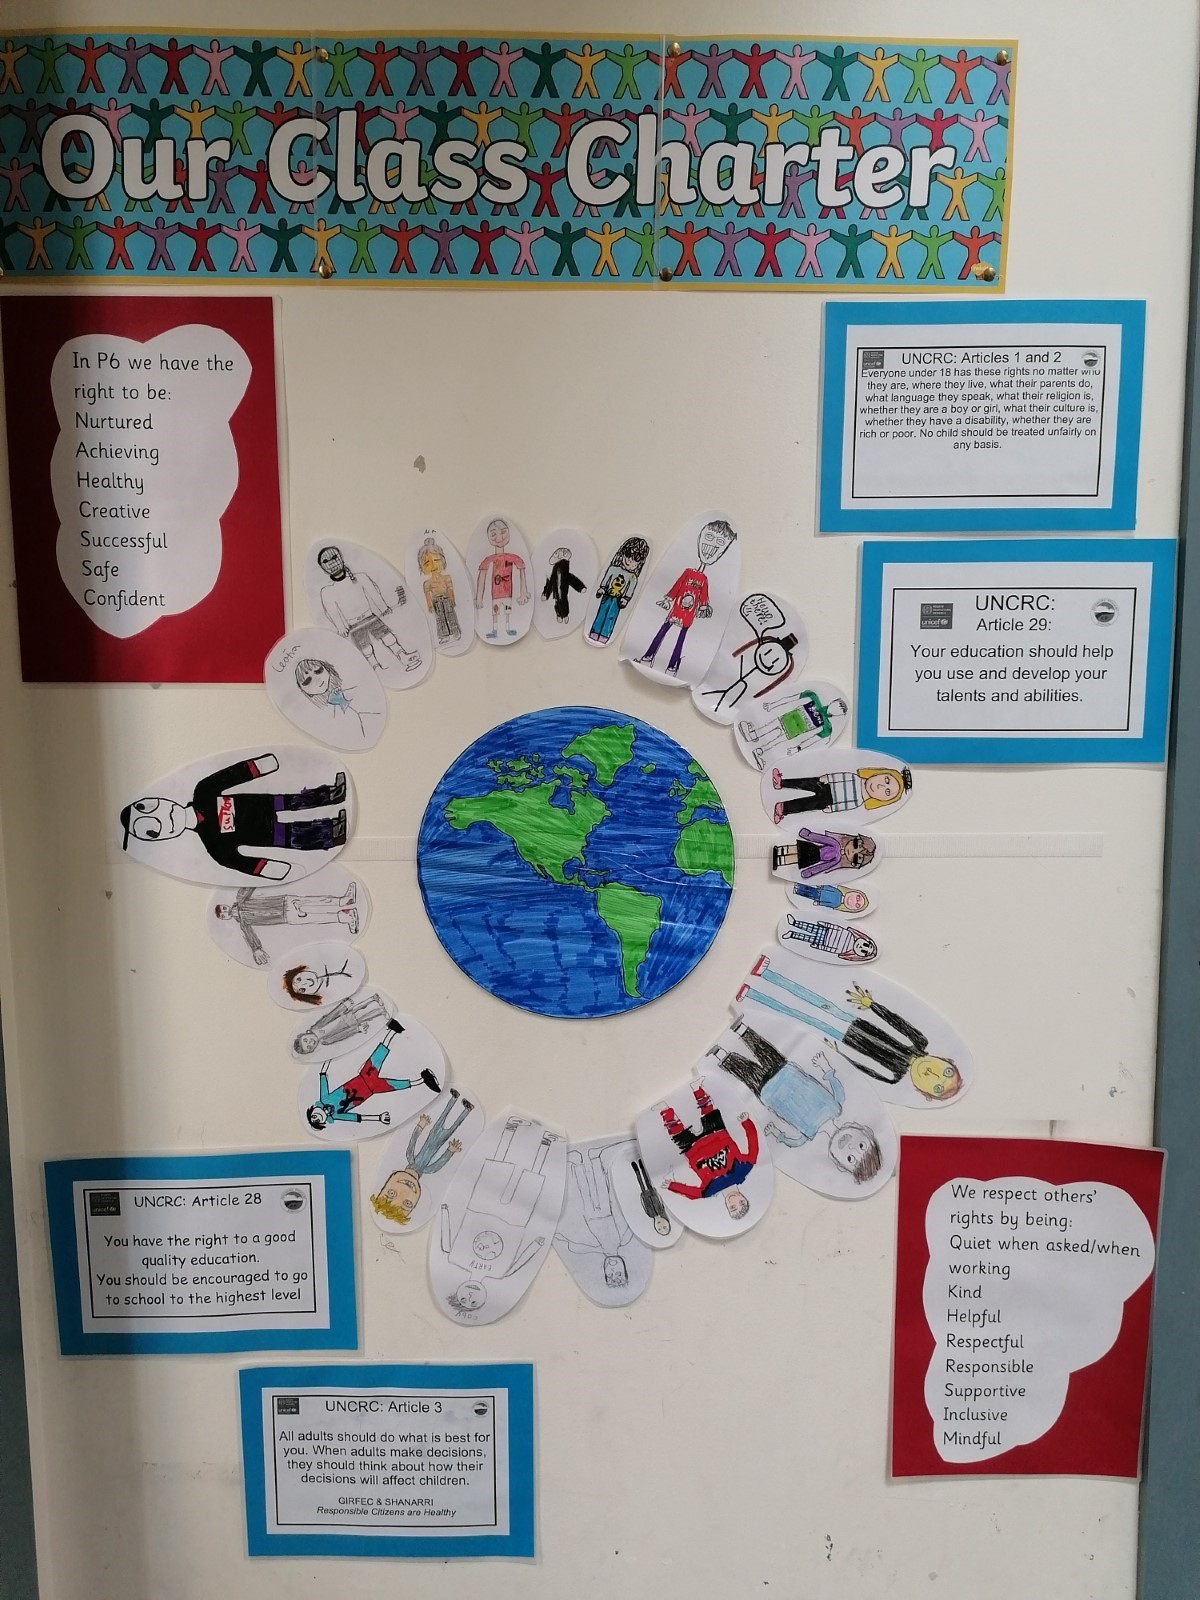 Our Class Charter
In P6 we have the
right to be:
Nurtured
Achieving
Healthy
Creative
Successful
Safe
Confident
UNCRC: Articles 1 and 2
Everyone under 18 has these rights no matter who
they are, where they live, what their parents do,
what language they speak, what their religion is,
whether they are a boy or girl, what their culture is,
whether they have a disability, whether they are
rich or poor. No child should be treated unfairly on
any basis.
unicef
UNCRC:
Article 29:
Your education should help
you use and develop your
talents and abilities.
UNCRC: Article 28
You have the right to a good
quality education.
You should be encouraged to go
to school to the highest level
unicef
UNCRC: Article 3
All adults should do what is best for
you. When adults make decisions,
they should think about how their
decisions will affect children.
GIRFEC & SHANARRI
Responsible Citizens are Healthy
We respect others'
rights by being:
Quiet when asked/when
working
Kind
Helpful
Respectful
Responsible
Supportive
Inclusive
Mindful